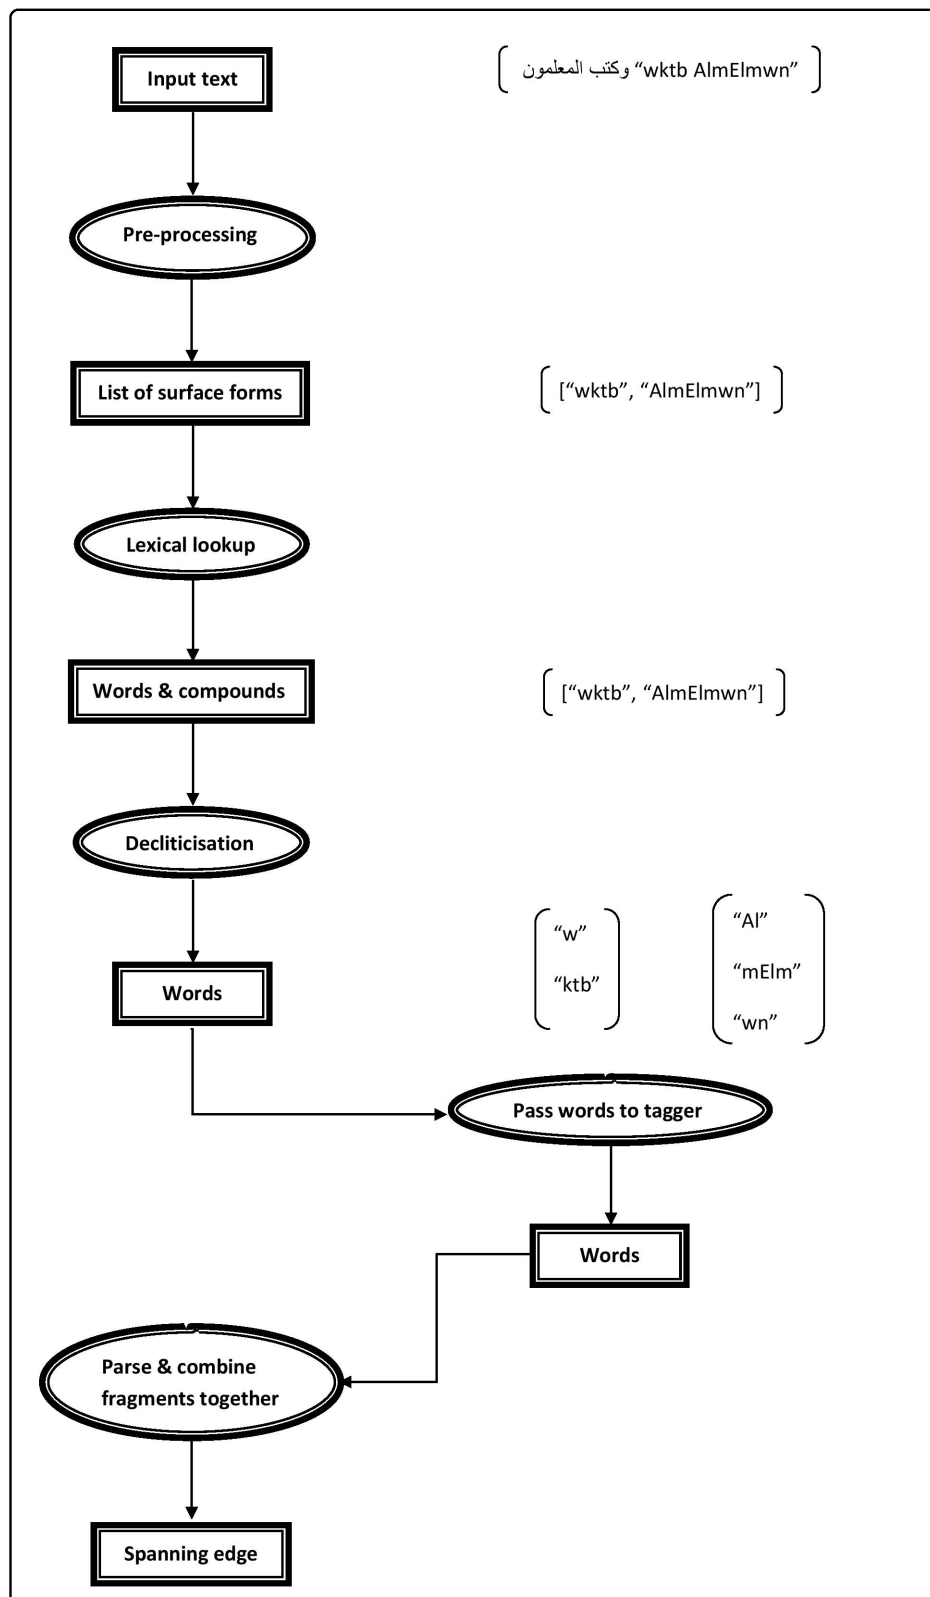 Input text
وكتب المعلمون “wktb AlmElmwn”
Pre-processing
List of surface forms
[“wktb”, “AlmElmwn”]
Lexical lookup
Words & compounds
[“wktb”, “AlmElmwn”]
Decliticisation
“w”
“ktb”
“Al”
“mElm”
“wn”
Words
Pass words to tagger
Words
Parse & combine
fragments together
Spanning edge